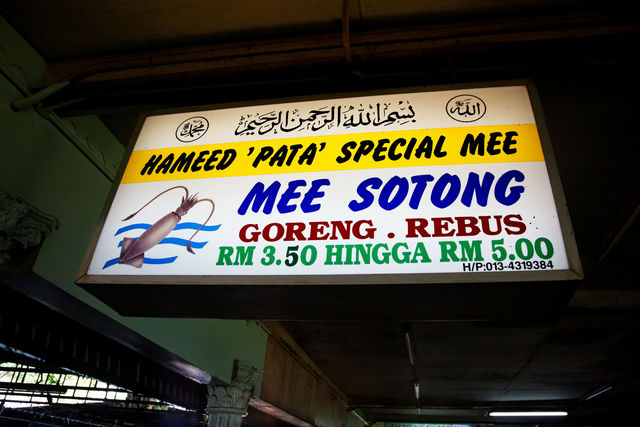 محمد بسم الله الرحمن الرحيم الله
HAMEED 'PATA' SPECIAL MEE
MEE SOTONG
GORENG . REBUS
RM 3.50 HINGGA RM 5.00
H/P:013-4319384